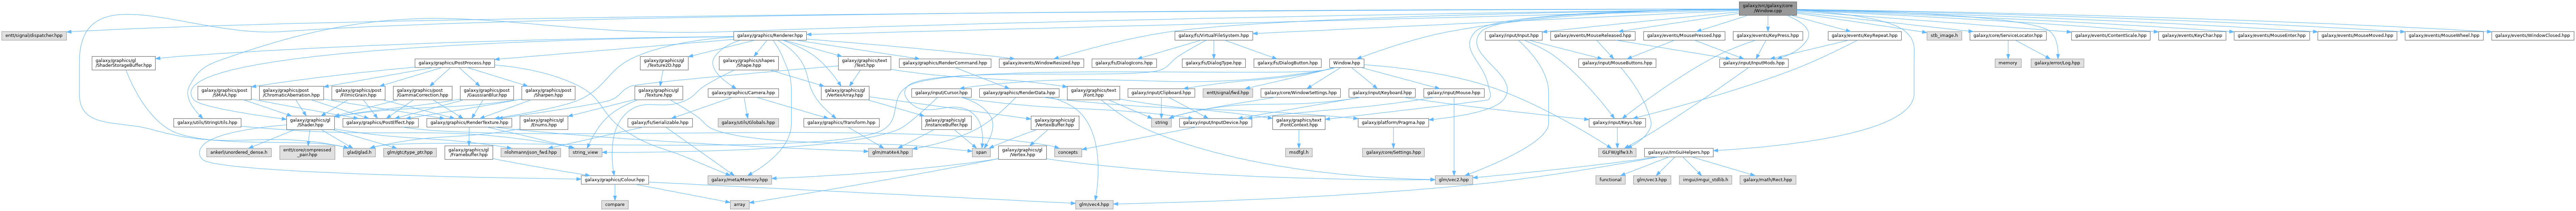 galaxy/src/galaxy/core
/Window.cpp
entt/signal/dispatcher.hpp
galaxy/graphics/Renderer.hpp
galaxy/fs/VirtualFileSystem.hpp
galaxy/input/Input.hpp
galaxy/events/MouseReleased.hpp
galaxy/events/MousePressed.hpp
galaxy/events/KeyPress.hpp
galaxy/events/KeyRepeat.hpp
stb_image.h
galaxy/core/ServiceLocator.hpp
galaxy/events/ContentScale.hpp
galaxy/events/KeyChar.hpp
galaxy/events/MouseEnter.hpp
galaxy/events/MouseMoved.hpp
galaxy/events/MouseWheel.hpp
galaxy/events/WindowClosed.hpp
galaxy/graphics/gl
/ShaderStorageBuffer.hpp
galaxy/graphics/PostProcess.hpp
galaxy/graphics/gl
/Texture2D.hpp
galaxy/graphics/shapes
/Shape.hpp
galaxy/graphics/text
/Text.hpp
galaxy/graphics/RenderCommand.hpp
galaxy/events/WindowResized.hpp
galaxy/fs/DialogIcons.hpp
galaxy/fs/DialogType.hpp
galaxy/fs/DialogButton.hpp
Window.hpp
galaxy/input/MouseButtons.hpp
galaxy/input/InputMods.hpp
memory
galaxy/error/Log.hpp
galaxy/graphics/post
/SMAA.hpp
galaxy/graphics/post
/ChromaticAberration.hpp
galaxy/graphics/post
/FilmicGrain.hpp
galaxy/graphics/post
/GammaCorrection.hpp
galaxy/graphics/post
/GaussianBlur.hpp
galaxy/graphics/post
/Sharpen.hpp
galaxy/graphics/gl
/Texture.hpp
galaxy/graphics/Camera.hpp
galaxy/graphics/gl
/VertexArray.hpp
galaxy/input/Cursor.hpp
galaxy/graphics/RenderData.hpp
galaxy/graphics/text
/Font.hpp
galaxy/input/Clipboard.hpp
entt/signal/fwd.hpp
galaxy/core/WindowSettings.hpp
galaxy/input/Keyboard.hpp
galaxy/input/Mouse.hpp
galaxy/utils/StringUtils.hpp
galaxy/graphics/gl
/Shader.hpp
galaxy/graphics/PostEffect.hpp
galaxy/graphics/RenderTexture.hpp
galaxy/graphics/gl
/Enums.hpp
galaxy/fs/Serializable.hpp
galaxy/utils/Globals.hpp
galaxy/graphics/Transform.hpp
galaxy/graphics/gl
/InstanceBuffer.hpp
galaxy/graphics/gl
/VertexBuffer.hpp
string
galaxy/input/InputDevice.hpp
galaxy/graphics/text
/FontContext.hpp
galaxy/platform/Pragma.hpp
galaxy/input/Keys.hpp
ankerl/unordered_dense.h
entt/core/compressed
_pair.hpp
glad/glad.h
glm/gtc/type_ptr.hpp
galaxy/graphics/gl
/Framebuffer.hpp
nlohmann/json_fwd.hpp
string_view
glm/mat4x4.hpp
span
galaxy/graphics/gl
/Vertex.hpp
concepts
msdfgl.h
galaxy/core/Settings.hpp
GLFW/glfw3.h
galaxy/ui/ImGuiHelpers.hpp
galaxy/graphics/Colour.hpp
galaxy/meta/Memory.hpp
glm/vec2.hpp
functional
glm/vec3.hpp
imgui/imgui_stdlib.h
galaxy/math/Rect.hpp
compare
array
glm/vec4.hpp